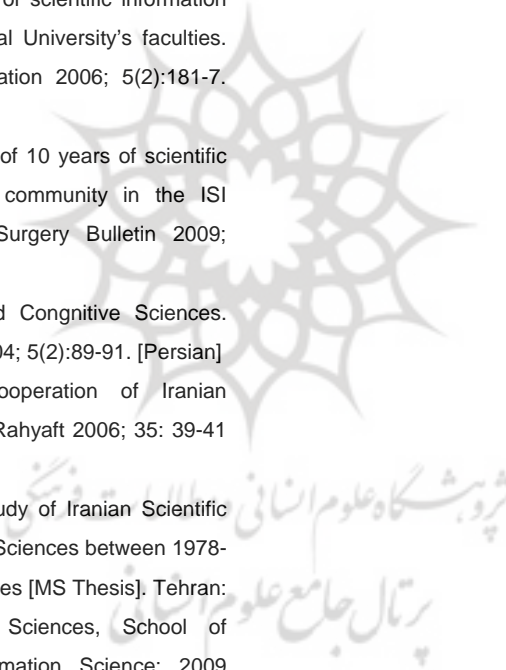 of scientific information
al University's faculties.
ation 2006; 5(2):181-7.
of 10 years of scientific
community in the ISI
Surgery Bulletin 2009;
d Congnitive Sciences.
04; 5(2):89-91. [Persian]
ooperation of Iranian
Rahyaft 2006; 35: 39-41
udy of Iranian Scientific
Sciences between 1978-
es [MS Thesis]. Tehran:
Sciences, School of
mation Science; 2009
پژوهشگاه علوم انسانی و مطالعات فرهنگی
پرتال جامع علوم انسانی